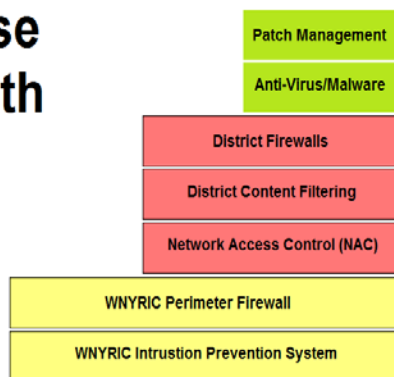 se
th
Patch Management
Anti-Virus/Malware
District Firewalls
District Content Filtering
Network Access Control (NAC)
WNYRIC Perimeter Firewall
WNYRIC Intrustion Prevention System